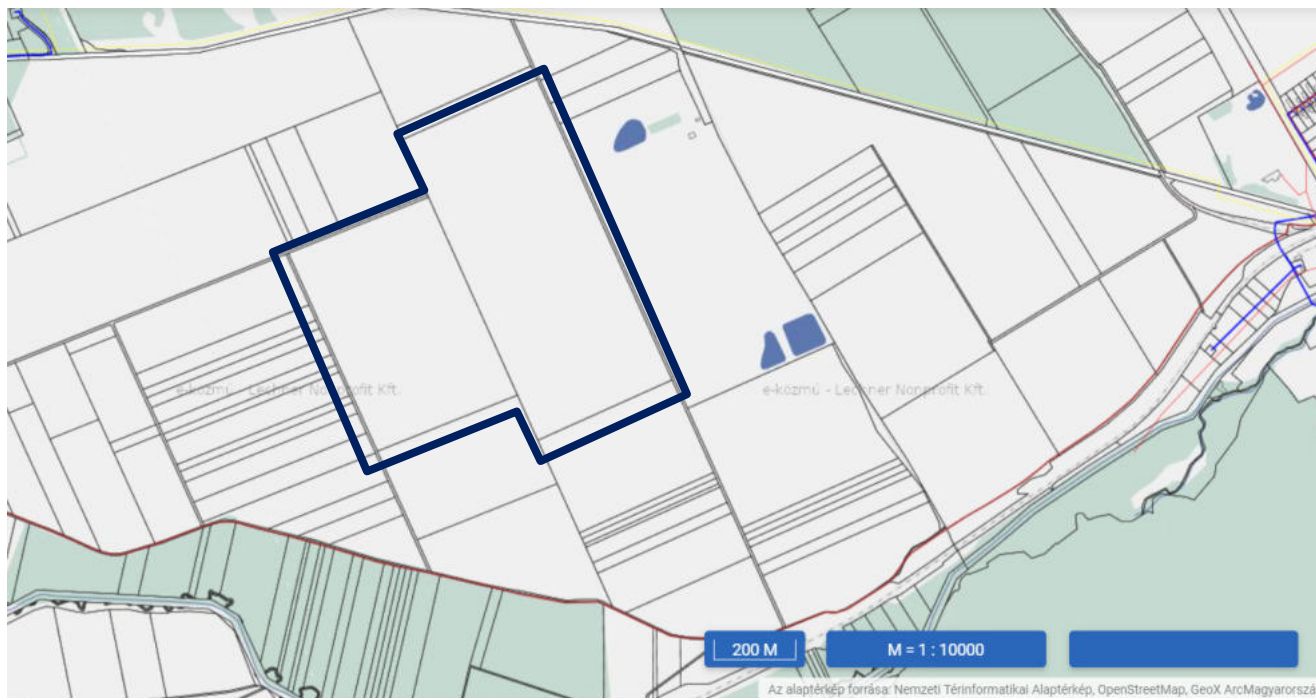 e-közmű - Lechner Nonprofit Kft.
e-közmű - Lechner Nonprofit Kft.
200 M
M = 1 : 10000
Az alaptérkép forrása: Nemzeti Térinformatikai Alaptérkép, OpenStreetMap, GeoX ArcMagyarorsz